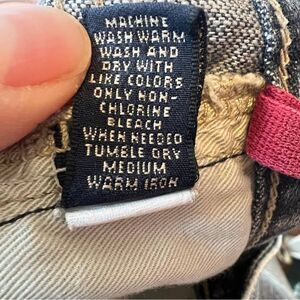 MACHINE
WASH WARM
WASH AND
DRY WITH
LIKE COLORS
ONLY NON-
CHLORINE
BLEACH
WHEN NEEDED
TUMBLE DRY
MEDIUM
WARM IRON